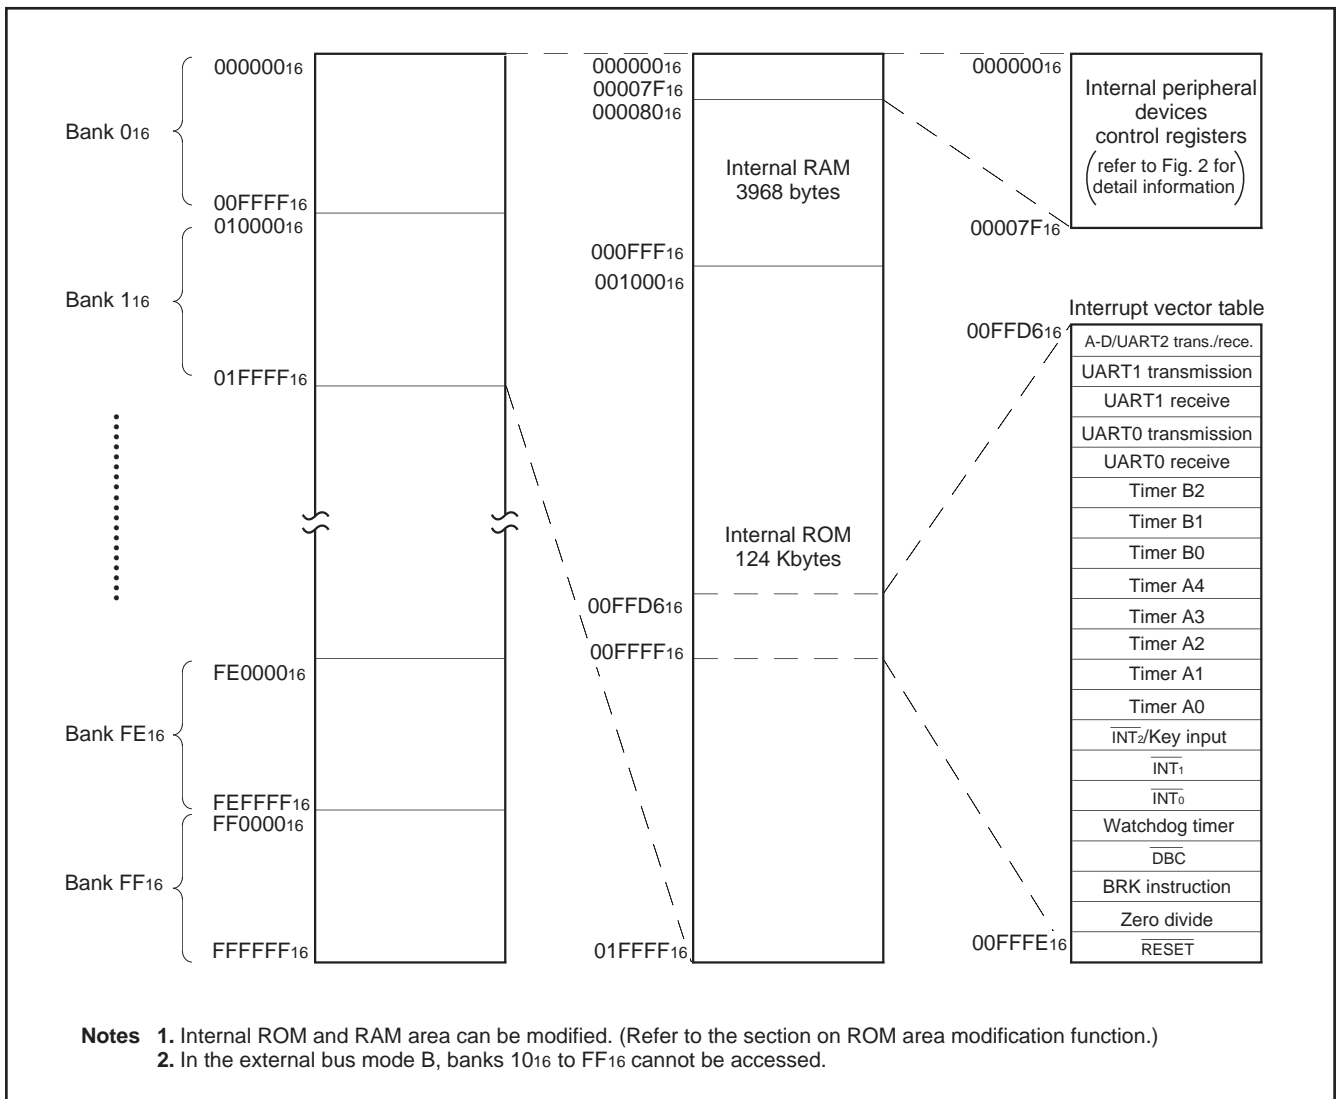 000000₁₆
Bank 0₁₆
00FFFF₁₆
010000₁₆
Bank 1₁₆
01FFFF₁₆
FE0000₁₆
Bank FE₁₆
FEFFFF₁₆
FF0000₁₆
Bank FF₁₆
FFFFFF₁₆
000000₁₆
00007F₁₆
000080₁₆
Internal RAM
3968 bytes
000FFF₁₆
001000₁₆
Internal ROM
124 Kbytes
00FFD6₁₆
00FFFF₁₆
01FFFF₁₆
000000₁₆
Internal peripheral
devices
control registers
(refer to Fig. 2 for
detail information)
00007F₁₆
Interrupt vector table
00FFD6₁₆
A-D/UART2 trans./rece.
UART1 transmission
UART1 receive
UART0 transmission
UART0 receive
Timer B2
Timer B1
Timer B0
Timer A4
Timer A3
Timer A2
Timer A1
Timer A0
INT₂/Key input
INT₁
INT₀
Watchdog timer
DBC
BRK instruction
Zero divide
00FFFE₁₆
RESET
Notes 1. Internal ROM and RAM area can be modified. (Refer to the section on ROM area modification function.)
2. In the external bus mode B, banks 10₁₆ to FF₁₆ cannot be accessed.